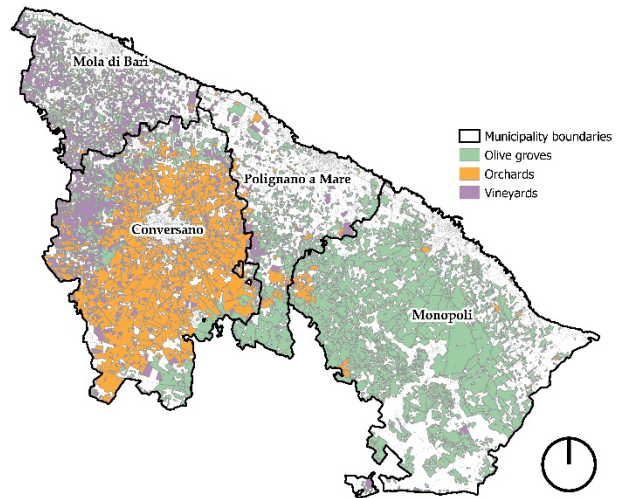 Mola di Bari
Municipality boundaries
Olive groves
Orchards
Vineyards
Polignano a Mare
Conversano
Monopoli